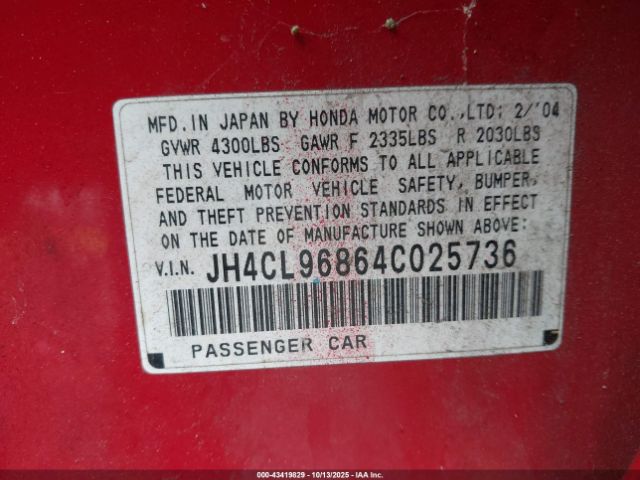 MFD. IN JAPAN BY HONDA MOTOR CO.,LTD: 2/'04
GVWR 4300LBS GAWR F 2335LBS R 2030LBS
THIS VEHICLE CONFORMS TO ALL APPLICABLE
FEDERAL MOTOR VEHICLE SAFETY, BUMPER,
AND THEFT PREVENTION STANDARDS IN EFFECT
ON THE DATE OF MANUFACTURE SHOWN ABOVE:
V.I.N. JH4CL96864C025736
PASSENGER CAR
000-43419829 - 10/13/2025 - IAA Inc.